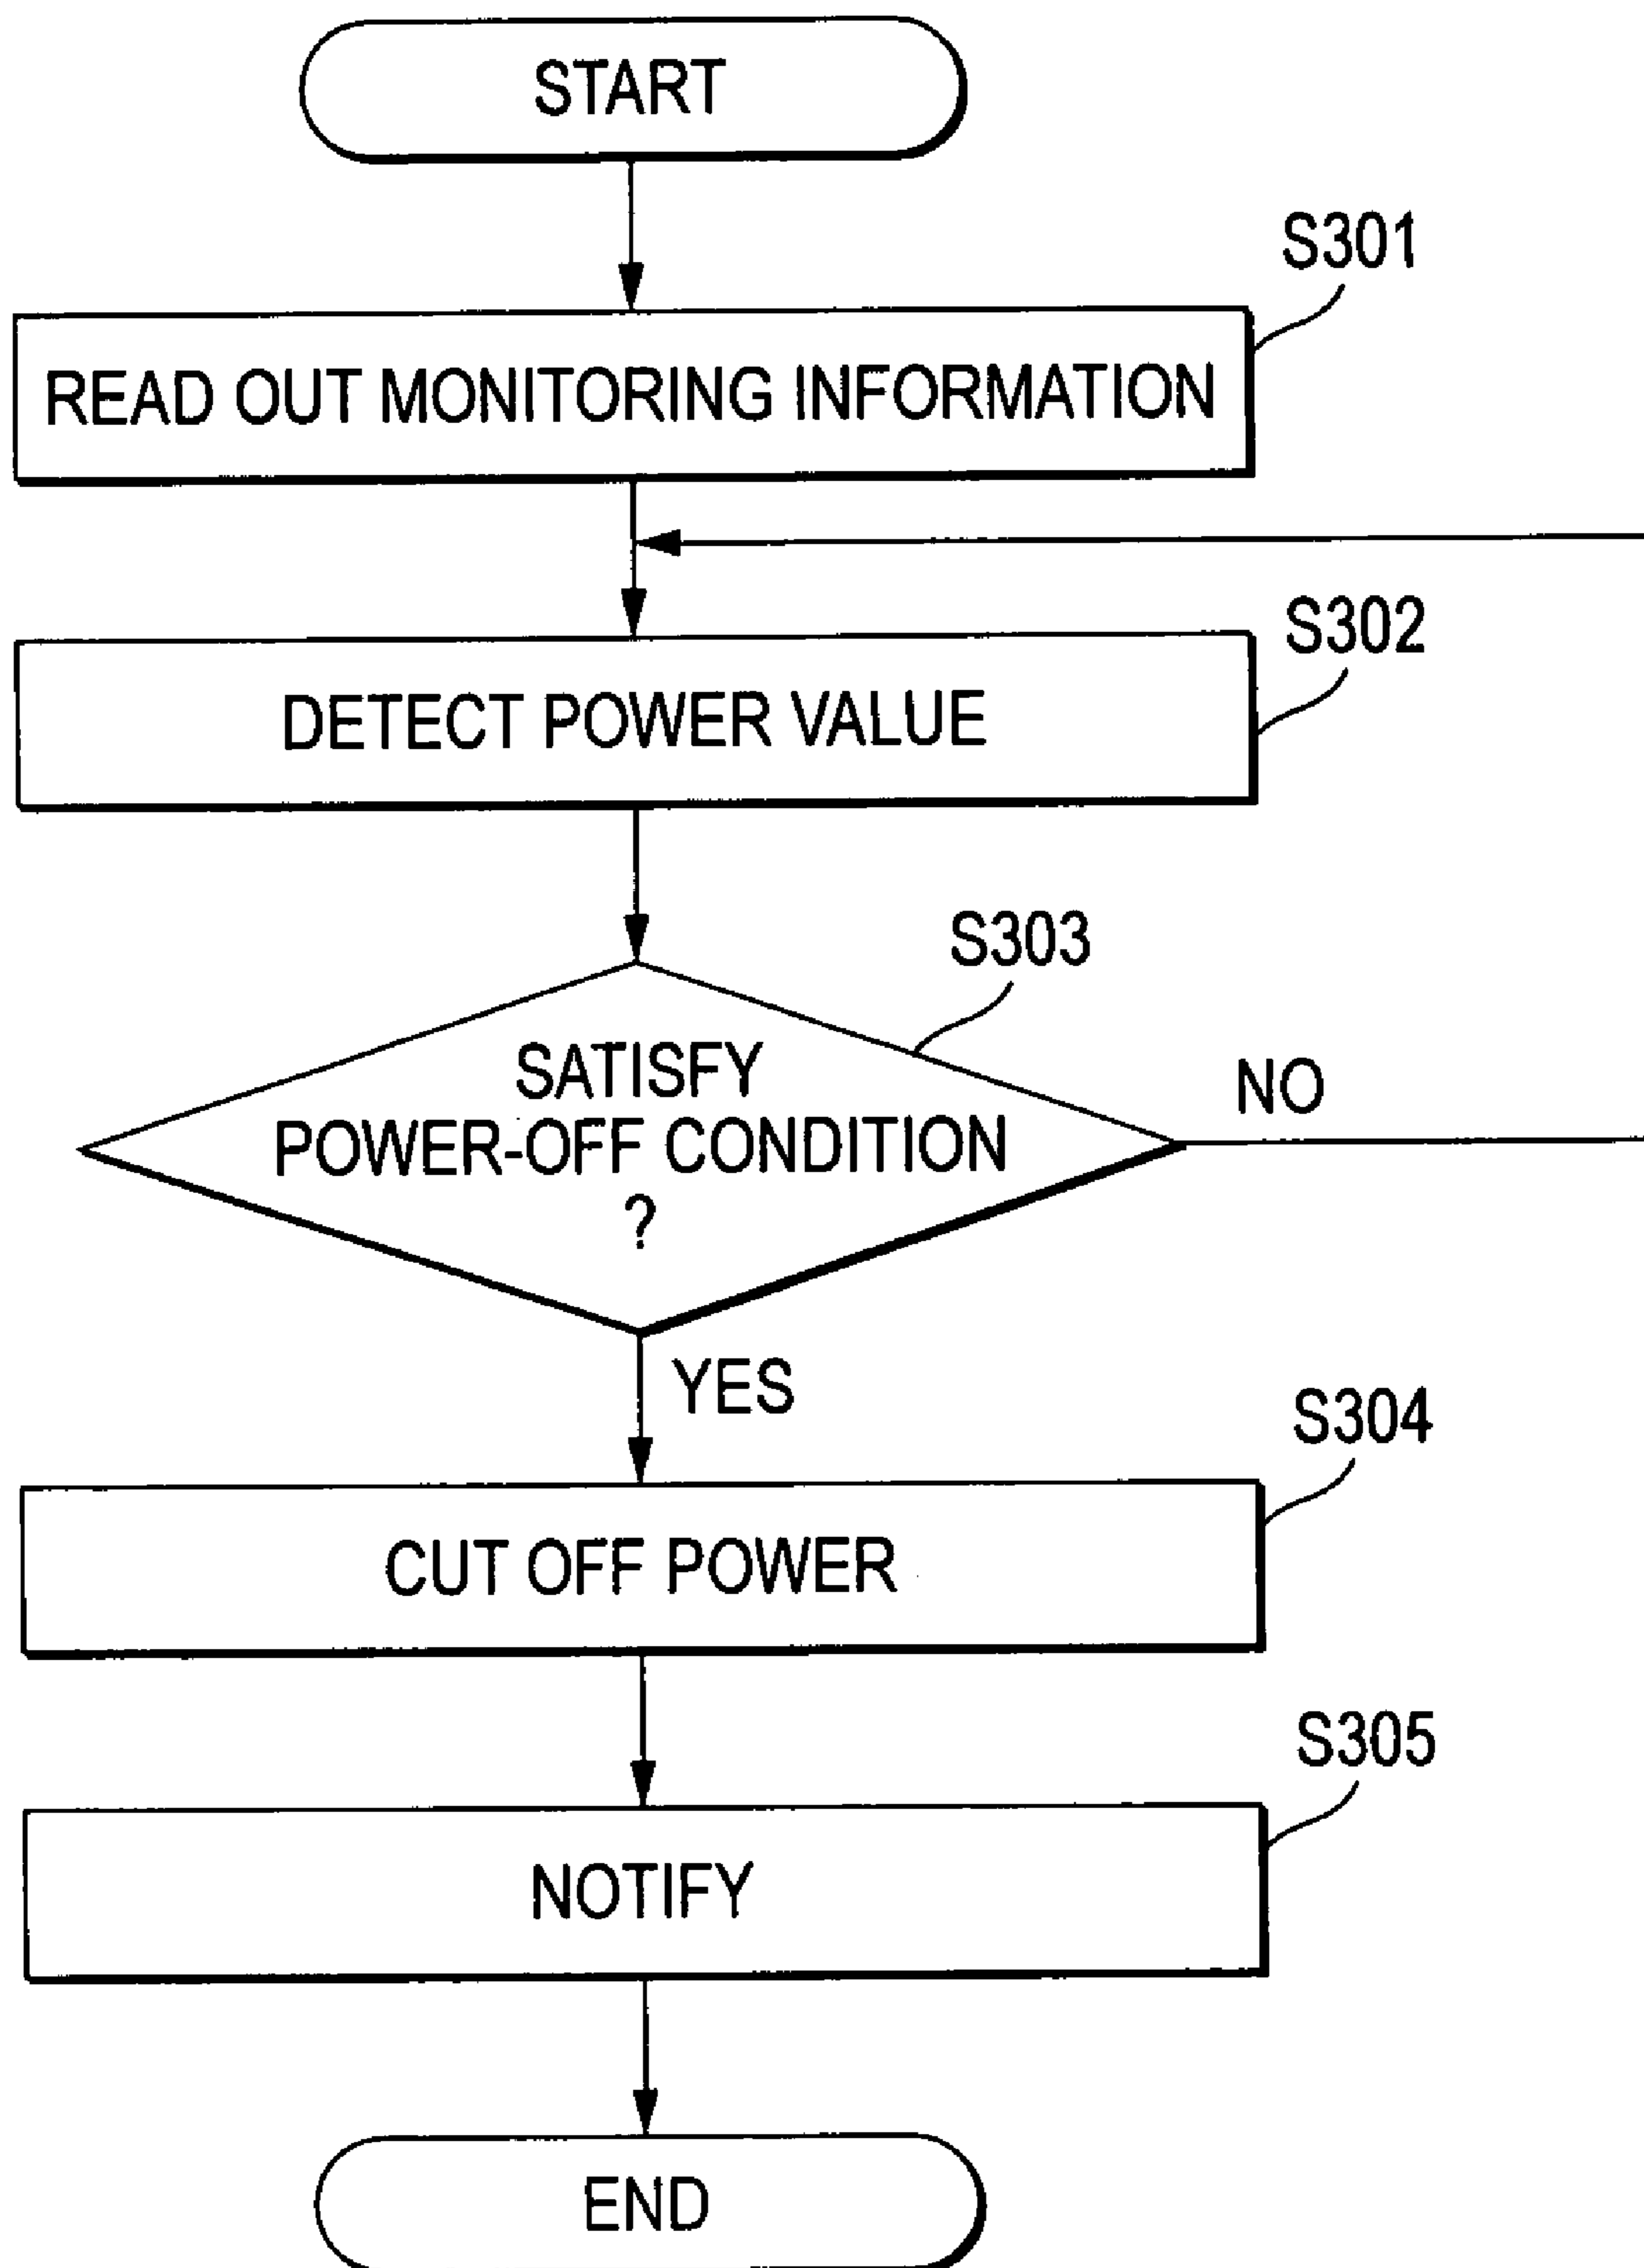 START
S301
READ OUT MONITORING INFORMATION
S302
DETECT POWER VALUE
S303
SATISFY
POWER-OFF CONDITION
?
NO
YES
S304
CUT OFF POWER
S305
NOTIFY
END